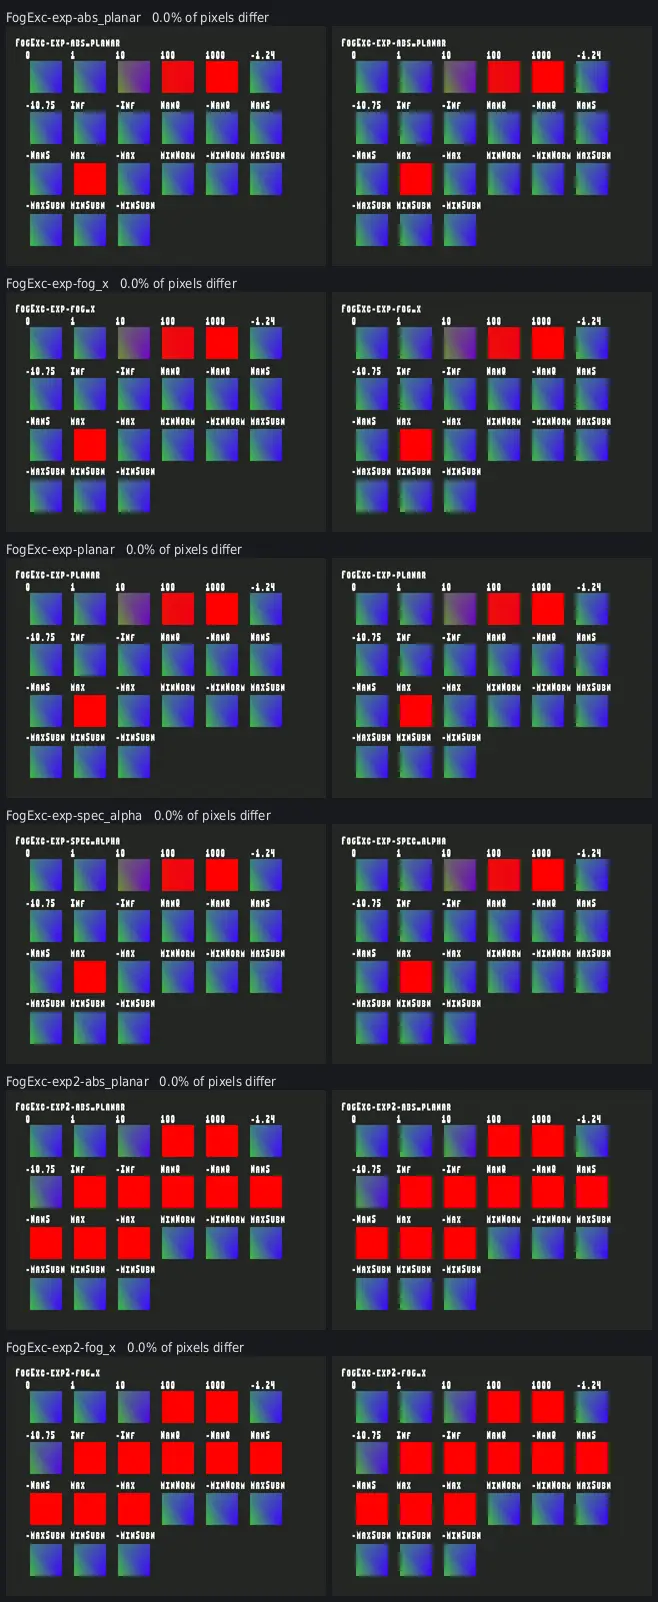 FogExc-exp-abs_planar 0.0% of pixels differ
FogExc-exp-abs_planar FogExc-exp-abs_planar
0 1 10 100 1000 -1.24 0 1 10 100 1000 -1.24
-10.75 Inf -Inf NanQ -NanQ NanS -10.75 Inf -Inf NanQ -NanQ NanS
-NanS Max -Max MinNorm -MinNorm MaxSubN -NanS Max -Max MinNorm -MinNorm MaxSubN
-MaxSubN MinSubN -MinSubN -MaxSubN MinSubN -MinSubN
FogExc-exp-fog_x 0.0% of pixels differ
FogExc-exp-fog_x FogExc-exp-fog_x
0 1 10 100 1000 -1.24 0 1 10 100 1000 -1.24
-10.75 Inf -Inf NanQ -NanQ NanS -10.75 Inf -Inf NanQ -NanQ NanS
-NanS Max -Max MinNorm -MinNorm MaxSubN -NanS Max -Max MinNorm -MinNorm MaxSubN
-MaxSubN MinSubN -MinSubN -MaxSubN MinSubN -MinSubN
FogExc-exp-planar 0.0% of pixels differ
FogExc-exp-planar FogExc-exp-planar
0 1 10 100 1000 -1.24 0 1 10 100 1000 -1.24
-10.75 Inf -Inf NanQ -NanQ NanS -10.75 Inf -Inf NanQ -NanQ NanS
-NanS Max -Max MinNorm -MinNorm MaxSubN -NanS Max -Max MinNorm -MinNorm MaxSubN
-MaxSubN MinSubN -MinSubN -MaxSubN MinSubN -MinSubN
FogExc-exp-spec_alpha 0.0% of pixels differ
FogExc-exp-spec_alpha FogExc-exp-spec_alpha
0 1 10 100 1000 -1.24 0 1 10 100 1000 -1.24
-10.75 Inf -Inf NanQ -NanQ NanS -10.75 Inf -Inf NanQ -NanQ NanS
-NanS Max -Max MinNorm -MinNorm MaxSubN -NanS Max -Max MinNorm -MinNorm MaxSubN
-MaxSubN MinSubN -MinSubN -MaxSubN MinSubN -MinSubN
FogExc-exp2-abs_planar 0.0% of pixels differ
FogExc-exp2-abs_planar FogExc-exp2-abs_planar
0 1 10 100 1000 -1.24 0 1 10 100 1000 -1.24
-10.75 Inf -Inf NanQ -NanQ NanS -10.75 Inf -Inf NanQ -NanQ NanS
-NanS Max -Max MinNorm -MinNorm MaxSubN -NanS Max -Max MinNorm -MinNorm MaxSubN
-MaxSubN MinSubN -MinSubN -MaxSubN MinSubN -MinSubN
FogExc-exp2-fog_x 0.0% of pixels differ
FogExc-exp2-fog_x FogExc-exp2-fog_x
0 1 10 100 1000 -1.24 0 1 10 100 1000 -1.24
-10.75 Inf -Inf NanQ -NanQ NanS -10.75 Inf -Inf NanQ -NanQ NanS
-NanS Max -Max MinNorm -MinNorm MaxSubN -NanS Max -Max MinNorm -MinNorm MaxSubN
-MaxSubN MinSubN -MinSubN -MaxSubN MinSubN -MinSubN